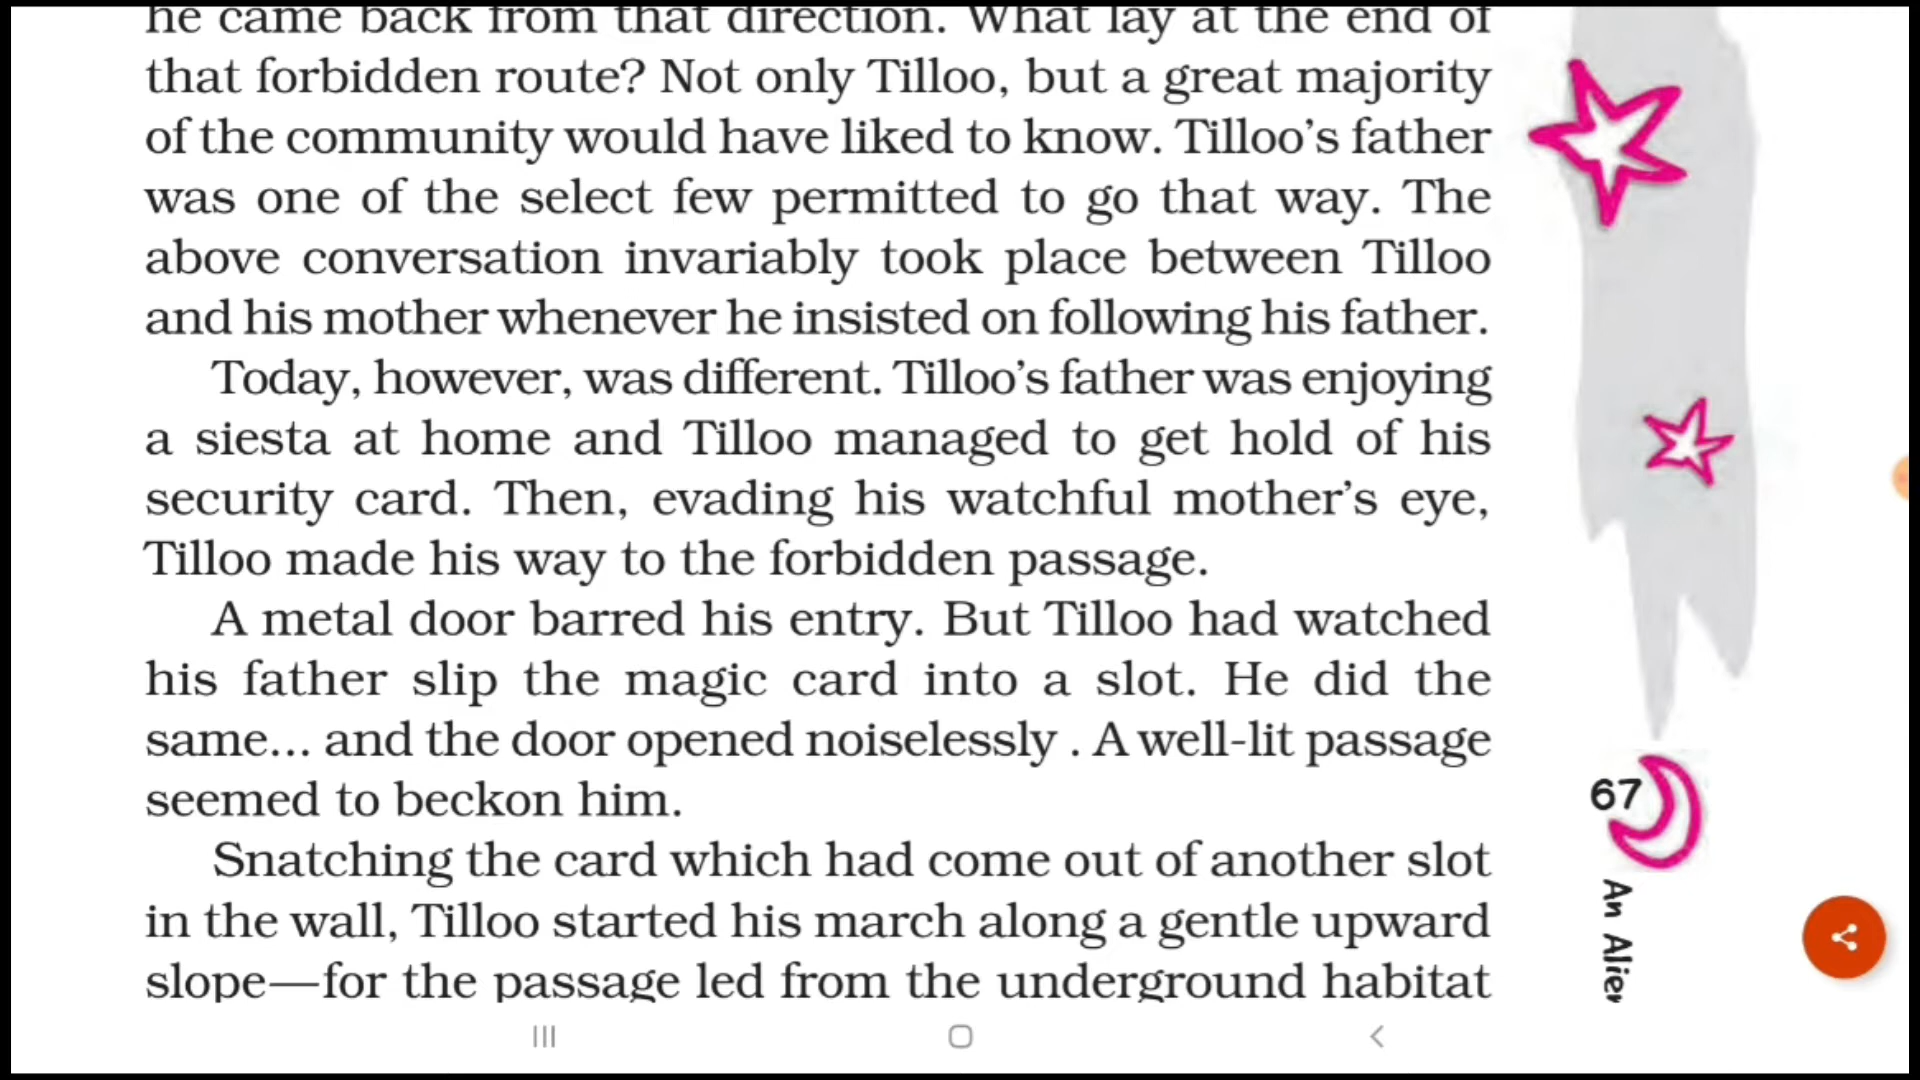 he came back from that direction. What lay at the end of
that forbidden route? Not only Tilloo, but a great majority
of the community would have liked to know. Tilloo’s father
was one of the select few permitted to go that way. The
above conversation invariably took place between Tilloo
and his mother whenever he insisted on following his father.
Today, however, was different. Tilloo’s father was enjoying
a siesta at home and Tilloo managed to get hold of his
security card. Then, evading his watchful mother’s eye,
Tilloo made his way to the forbidden passage.
A metal door barred his entry. But Tilloo had watched
his father slip the magic card into a slot. He did the
same... and the door opened noiselessly . A well-lit passage
seemed to beckon him.
Snatching the card which had come out of another slot
in the wall, Tilloo started his march along a gentle upward
slope—for the passage led from the underground habitat
67
An Alien